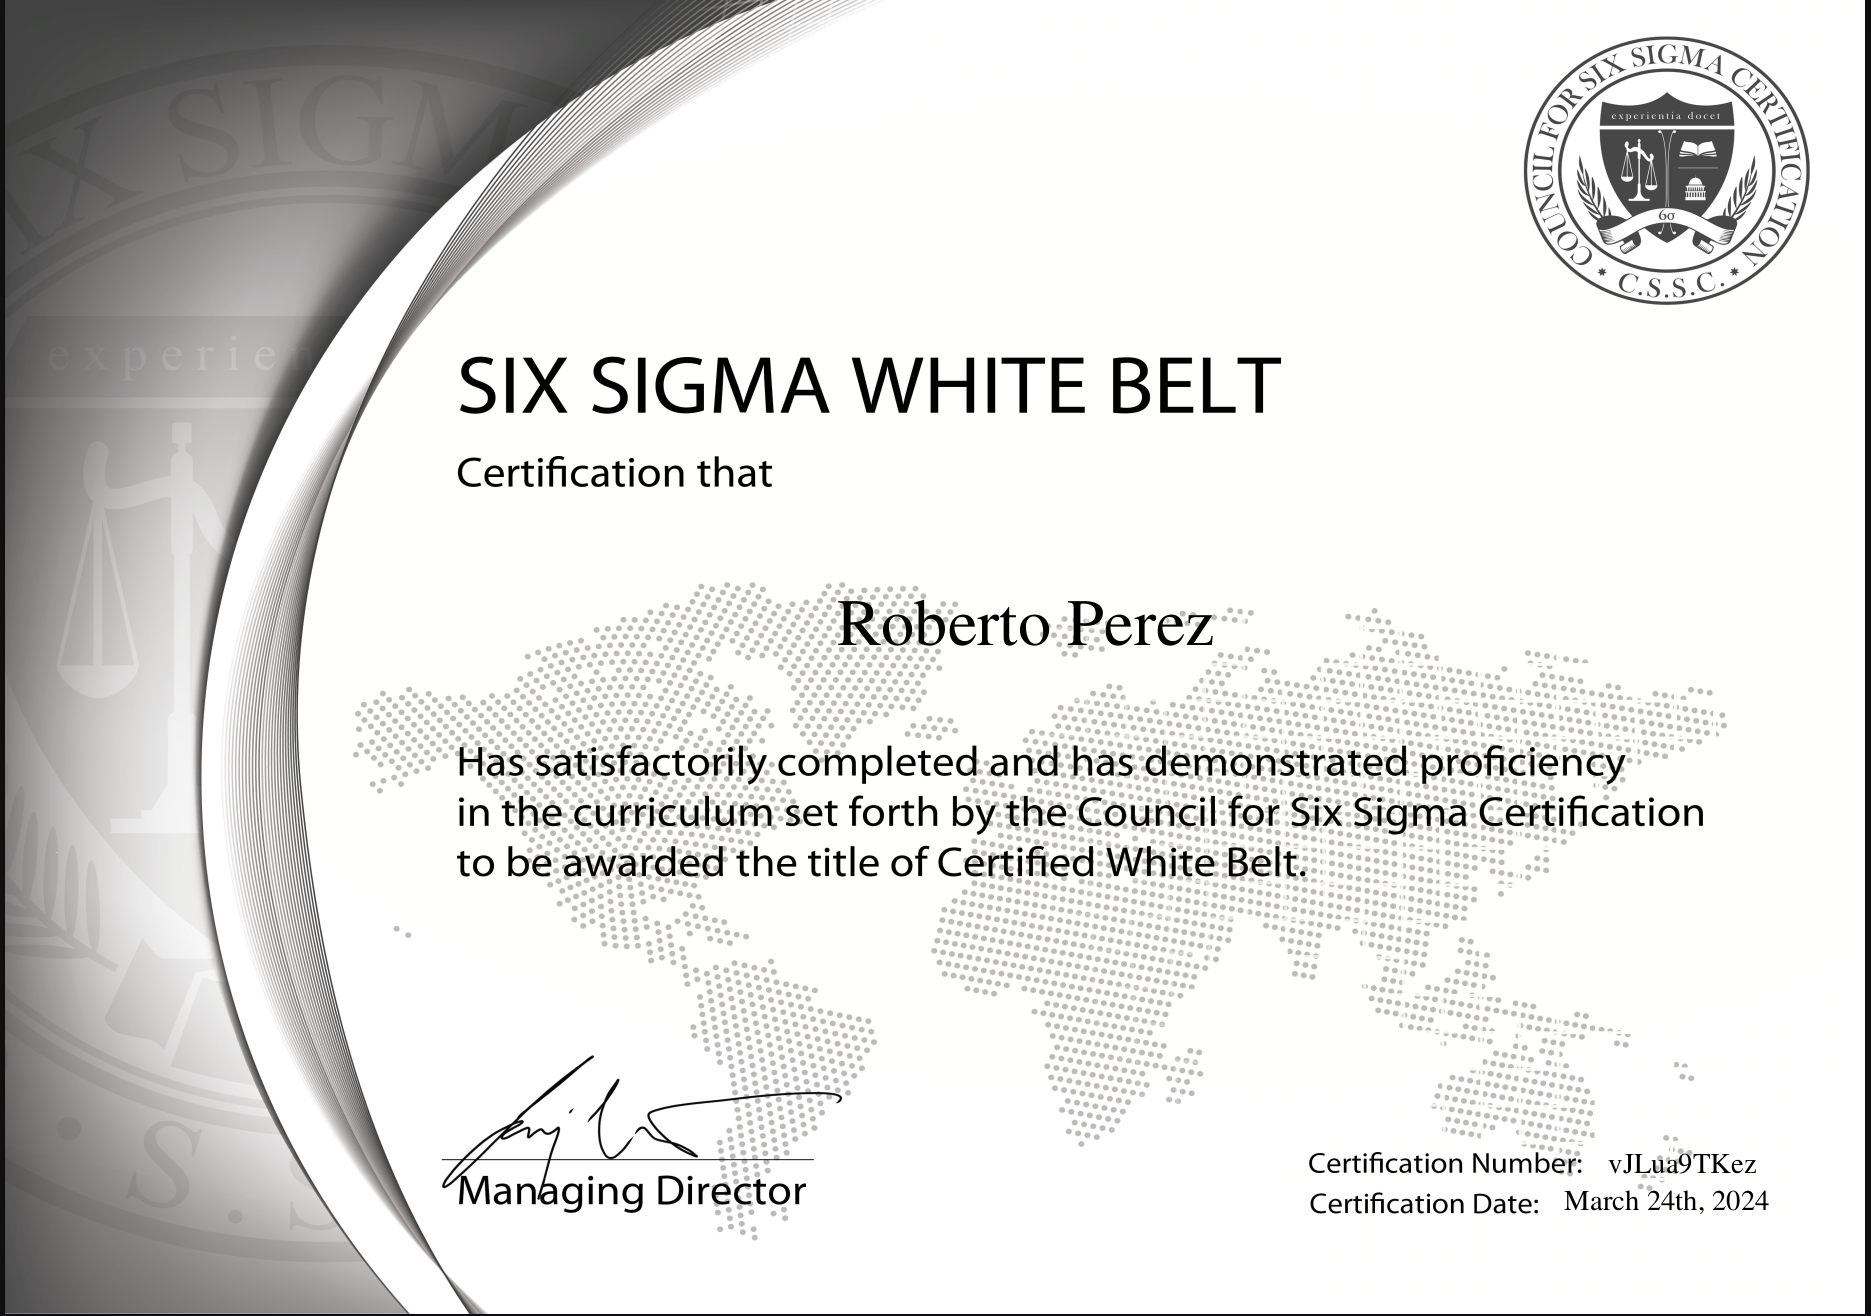 COUNCIL FOR SIX SIGMA CERTIFICATION
experientia docet
6σ
C.S.S.C.
SIX SIGMA WHITE BELT
Certification that
Roberto Perez
Has satisfactorily completed and has demonstrated proficiency
in the curriculum set forth by the Council for Six Sigma Certification
to be awarded the title of Certified White Belt.
Managing Director
Certification Number: vJLua9TKez
Certification Date: March 24th, 2024